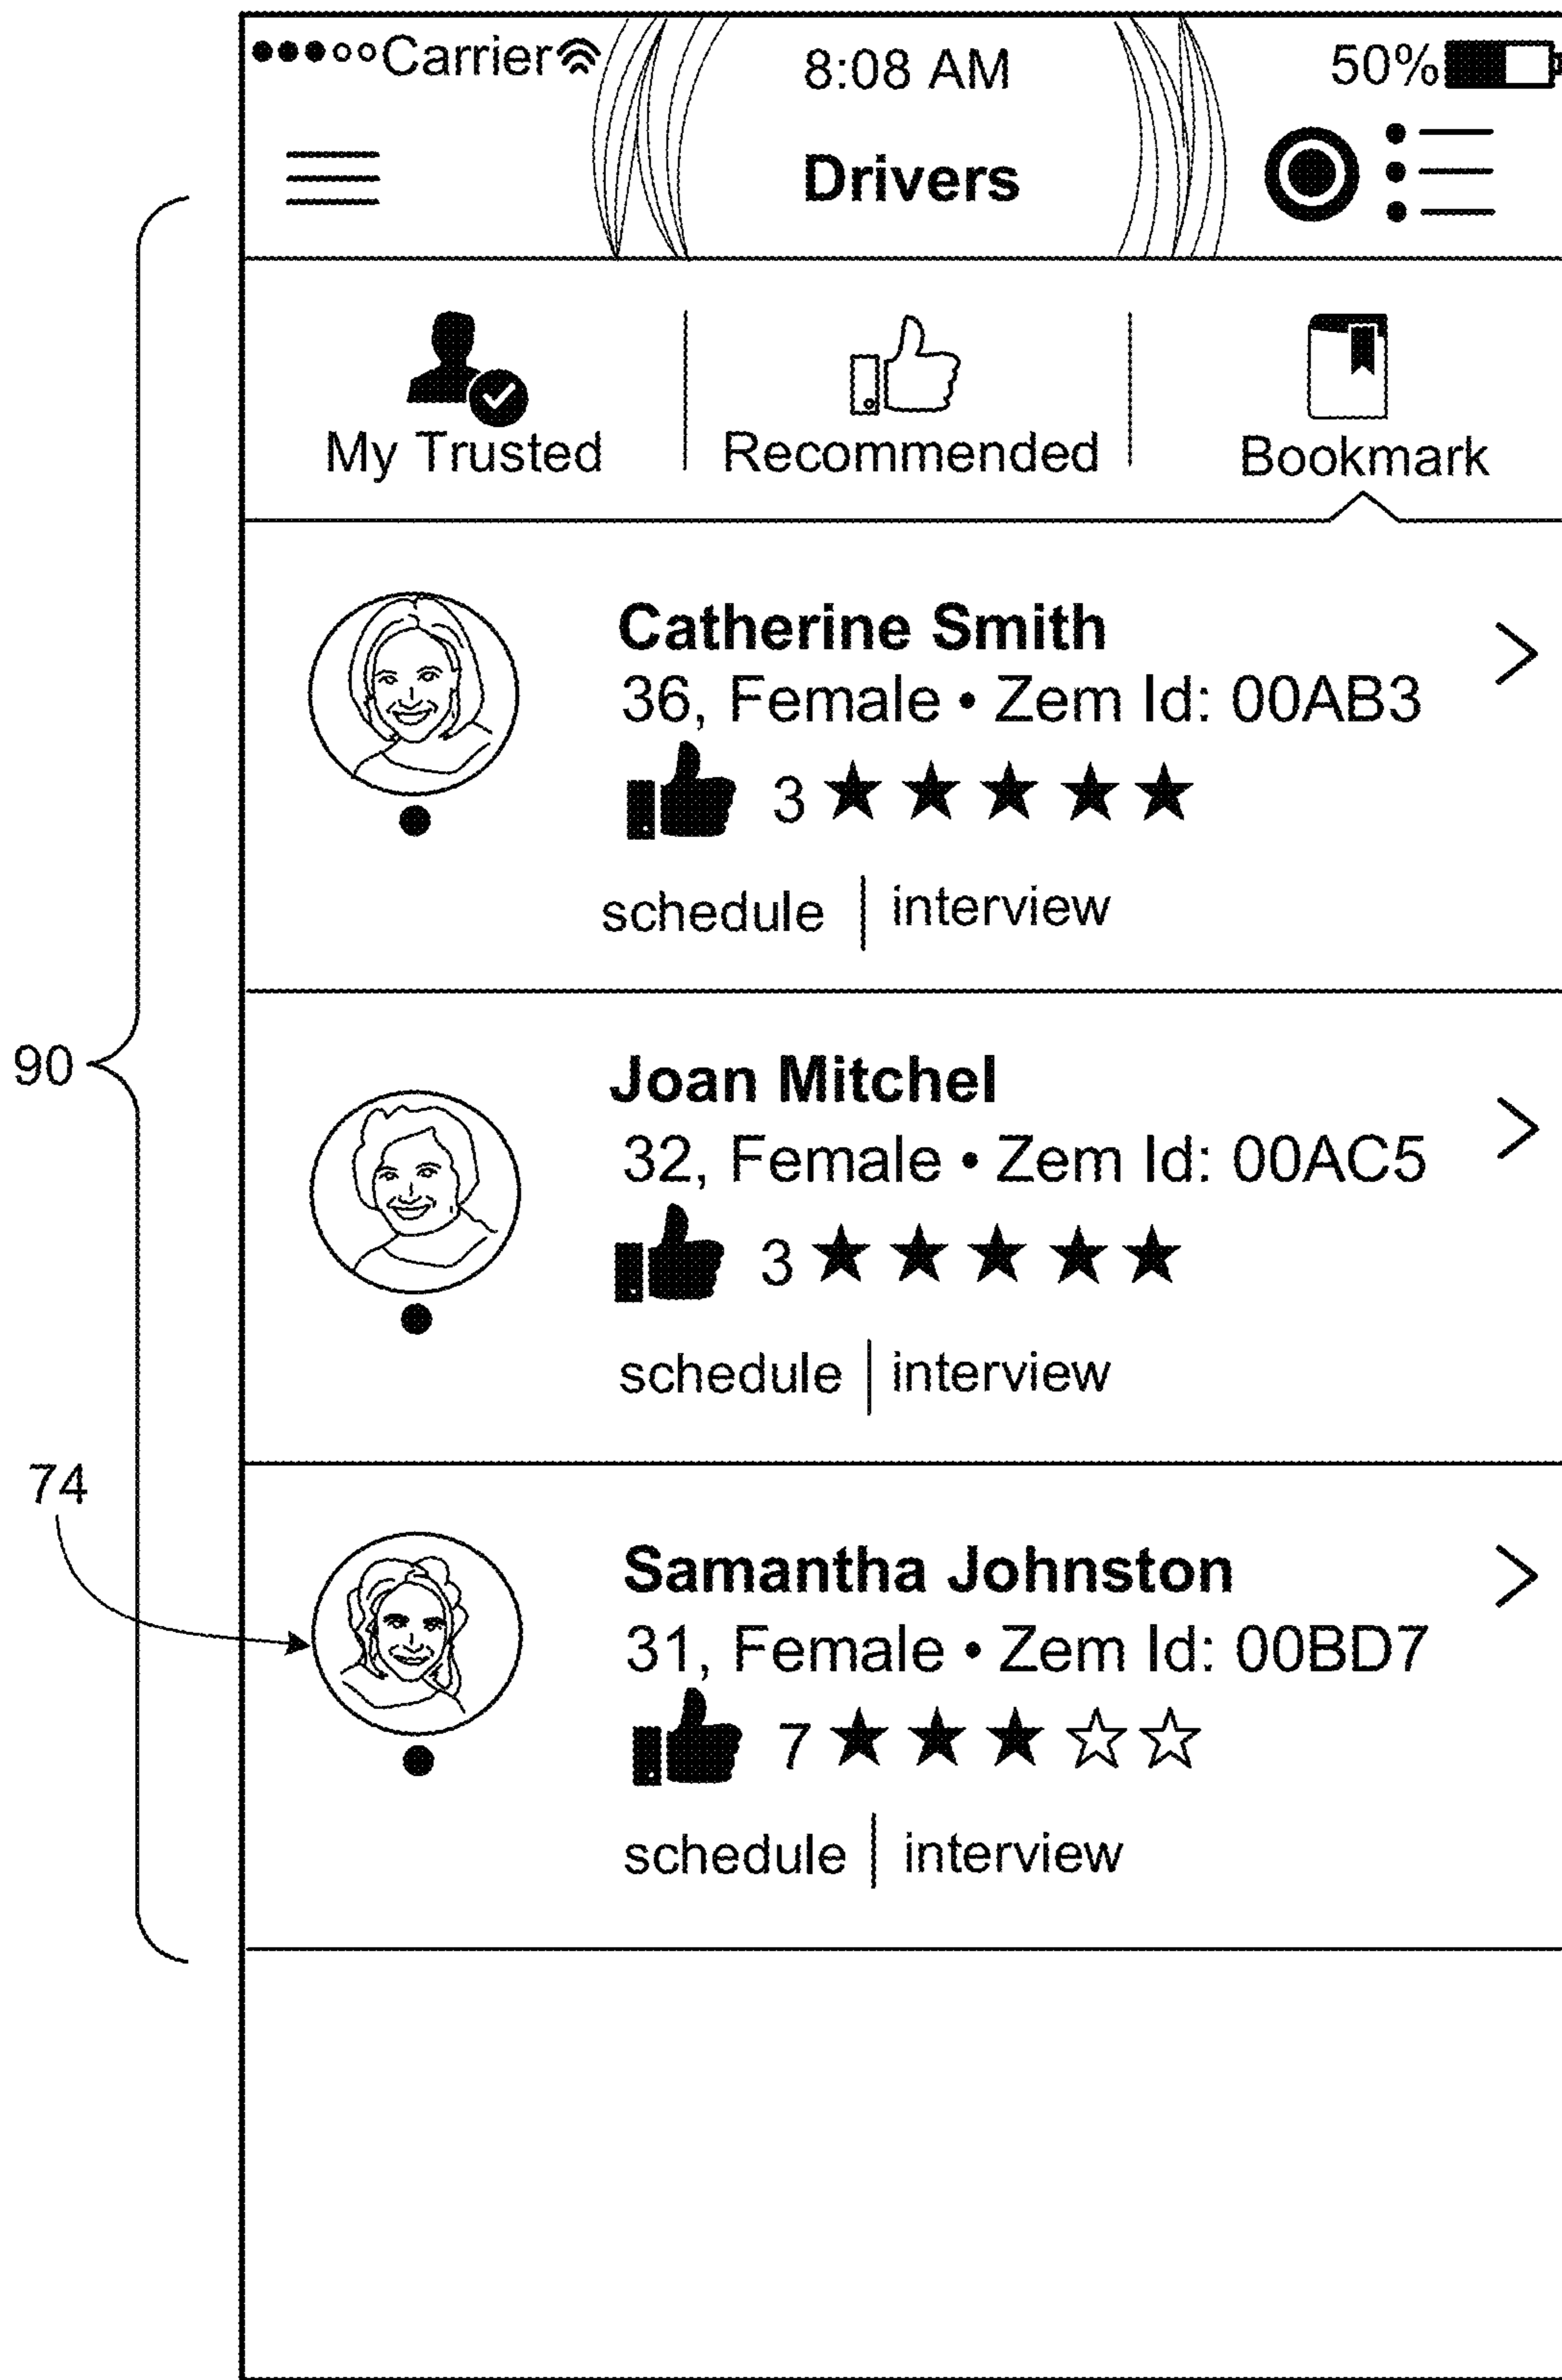 Carrier 8:08 AM 50%
Drivers
My Trusted Recommended Bookmark
Catherine Smith
36, Female • Zem Id: 00AB3
3
schedule | interview
90
Joan Mitchel
32, Female • Zem Id: 00AC5
3
schedule | interview
74
Samantha Johnston
31, Female • Zem Id: 00BD7
7
schedule | interview